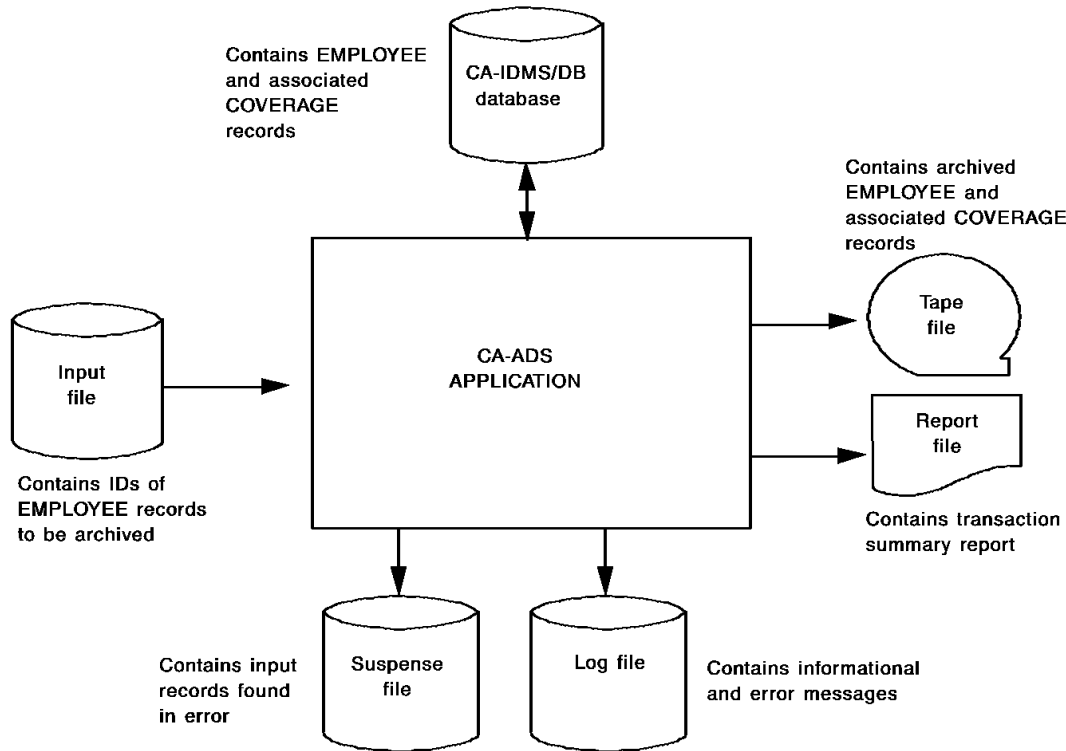 Contains EMPLOYEE
and associated
COVERAGE
records
CA-IDMS/DB
database
Contains archived
EMPLOYEE and
associated COVERAGE
records
Tape
file
Input
file
CA-ADS
APPLICATION
Report
file
Contains IDs of
EMPLOYEE records
to be archived
Contains transaction
summary report
Contains input
records found
in error
Suspense
file
Log file
Contains informational
and error messages